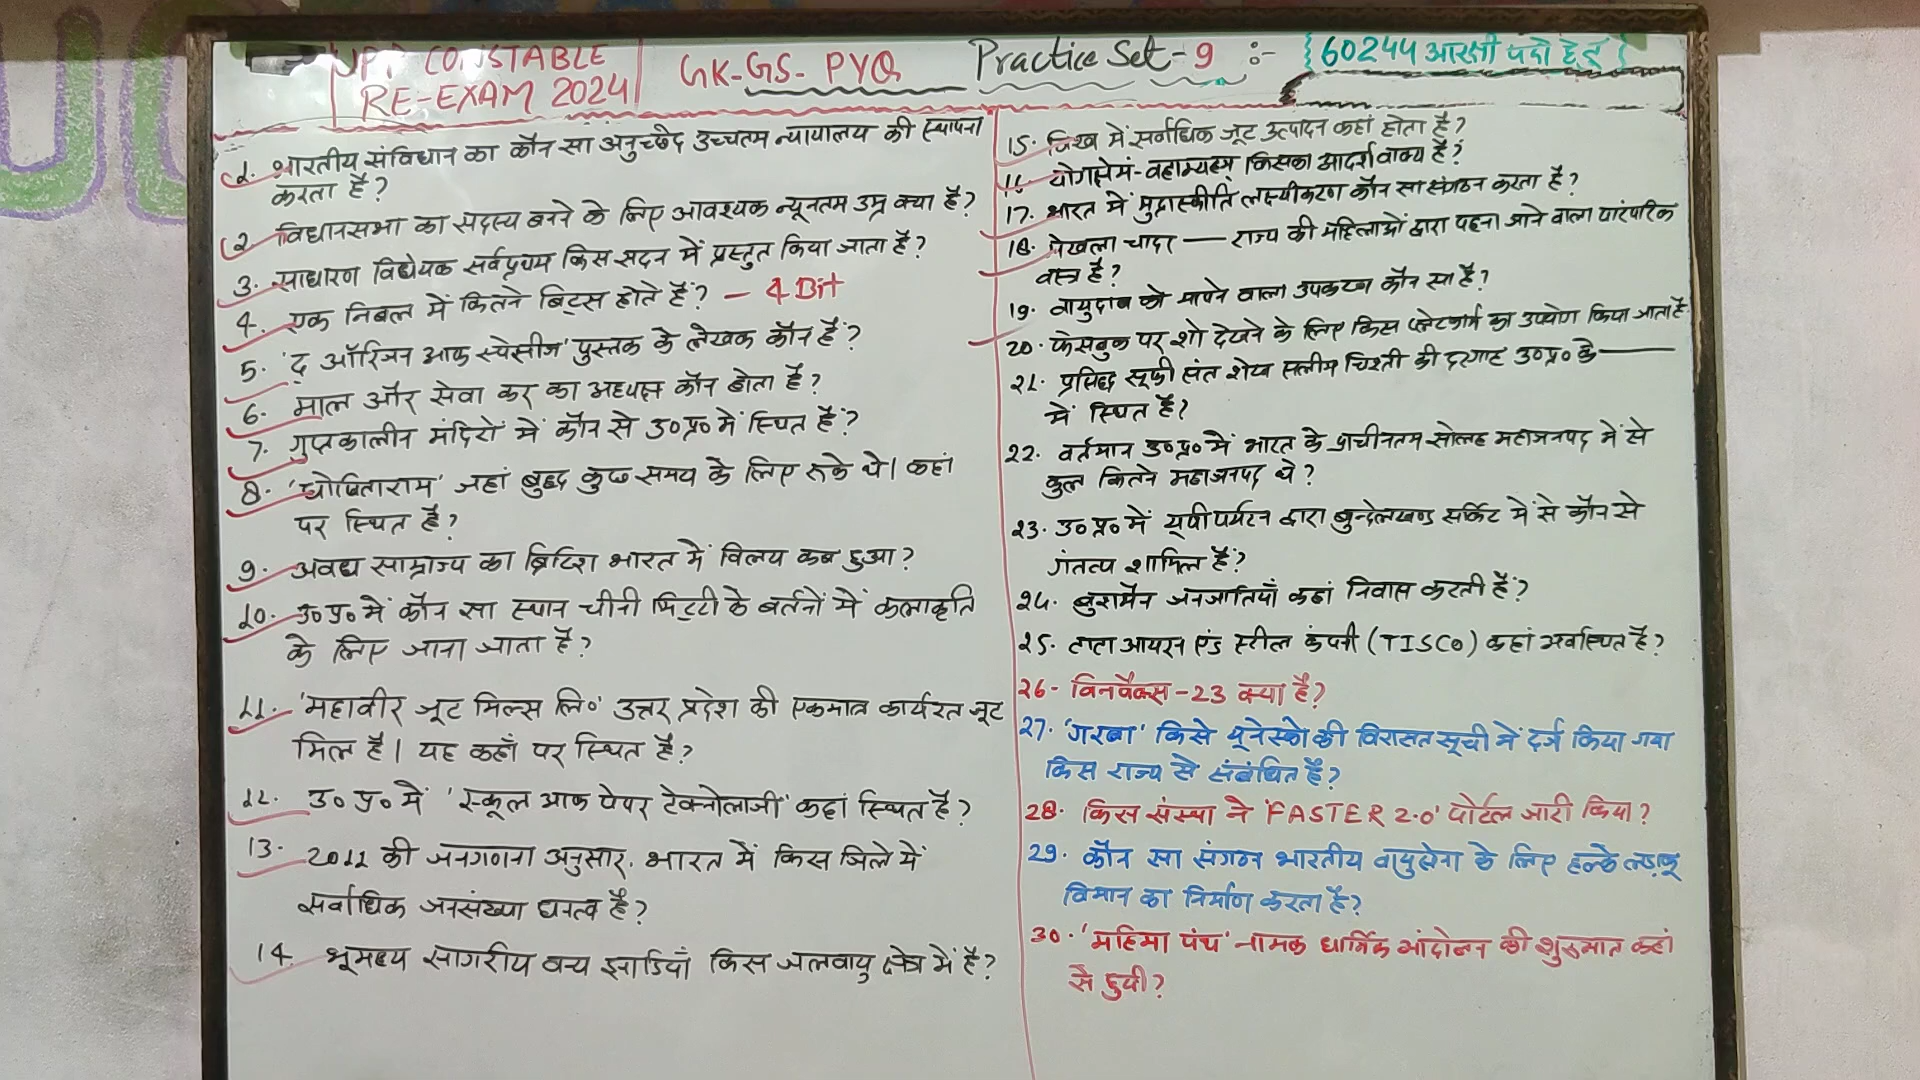 UPP CONSTABLE
RE-EXAM 2024
GK-GS-PYQ
Practice Set-9 :-
{60244 आरक्षी पदों हेतु}
1. भारतीय संविधान का कौन सा अनुच्छेद उच्चतम न्यायालय की स्थापना
करता है?
2. विधानसभा का सदस्य बनने के लिए आवश्यक न्यूनतम उम्र क्या है?
3. साधारण विधेयक सर्वप्रथम किस सदन में प्रस्तुत किया जाता है?
4. एक निबल में कितने बिट्स होते हैं? - 4 Bit
5. 'द ऑरिजन आफ स्पेसीज' पुस्तक के लेखक कौन हैं?
6. माल और सेवा कर का अध्यक्ष कौन होता है?
7. गुप्तकालीन मंदिरों में कौन से उ०प्र० में स्थित हैं?
8. 'घोषिताराम' जहां बुद्ध कुछ समय के लिए रूके थे। कहां
पर स्थित है?
9. अवध साम्राज्य का ब्रिटिश भारत में विलय कब हुआ?
10. उ०प्र० में कौन सा स्थान चीनी मिट्टी के बर्तनों में कलाकृति
के लिए जाना जाता है?
11. 'महावीर जूट मिल्स लि०' उत्तर प्रदेश की एकमात्र कार्यरत जूट
मिल है। यह कहाँ पर स्थित है?
12. उ० प्र० में 'स्कूल आफ पेपर टेक्नोलाजी' कहां स्थित है?
13. 2011 की जनगणना अनुसार, भारत में किस जिले में
सर्वाधिक जनसंख्या घनत्व है?
14. भूमध्य सागरीय वन्य झाडियाँ किस जलवायु क्षेत्र में है?
15. विश्व में सर्वाधिक जूट उत्पादन कहां होता है?
16. योगक्षेमं-वहाम्यहम् किसका आदर्श वाक्य है?
17. भारत में मुद्रास्फीति लक्ष्यीकरण कौन सा संगठन करता है?
18. मेखला चादर —— राज्य की महिलाओं द्वारा पहना जाने वाला पारंपरिक
वस्त्र है?
19. वायुदाब को मापने वाला उपकरण कौन सा है?
20. फेसबुक पर शो देखने के लिए किस प्लेटफार्म का उपयोग किया जाता है
21. प्रसिद्ध सूफी संत शेख सलीम चिश्ती की दरगाह उ०प्र० के ———
में स्थित है?
22. वर्तमान उ०प्र० में भारत के प्राचीनतम सोलह महाजनपद में से
कुल कितने महाजनपद थे?
23. उ० प्र० में यूपी पर्यटन द्वारा बुन्देलखण्ड सर्किट में से कौन से
गंतव्य शामिल हैं?
24. बुशमैन जनजातियाँ कहां निवास करती हैं?
25. टाटा आयरन एंड स्टील कंपनी (TISCO) कहां अवस्थित है?
26- विनबैक्स-23 क्या है?
27. 'गरबा' किसे यूनेस्को की विरासत सूची में दर्ज किया गया
किस राज्य से संबंधित है?
28. किस संस्था ने 'FASTER 2.0' पोर्टल जारी किया?
29. कौन सा संगठन भारतीय वायुसेना के लिए हल्के लड़ाकू
विमान का निर्माण करता है?
30. 'महिमा पंथ' नामक धार्मिक आंदोलन की शुरुआत कहां
से हुयी?